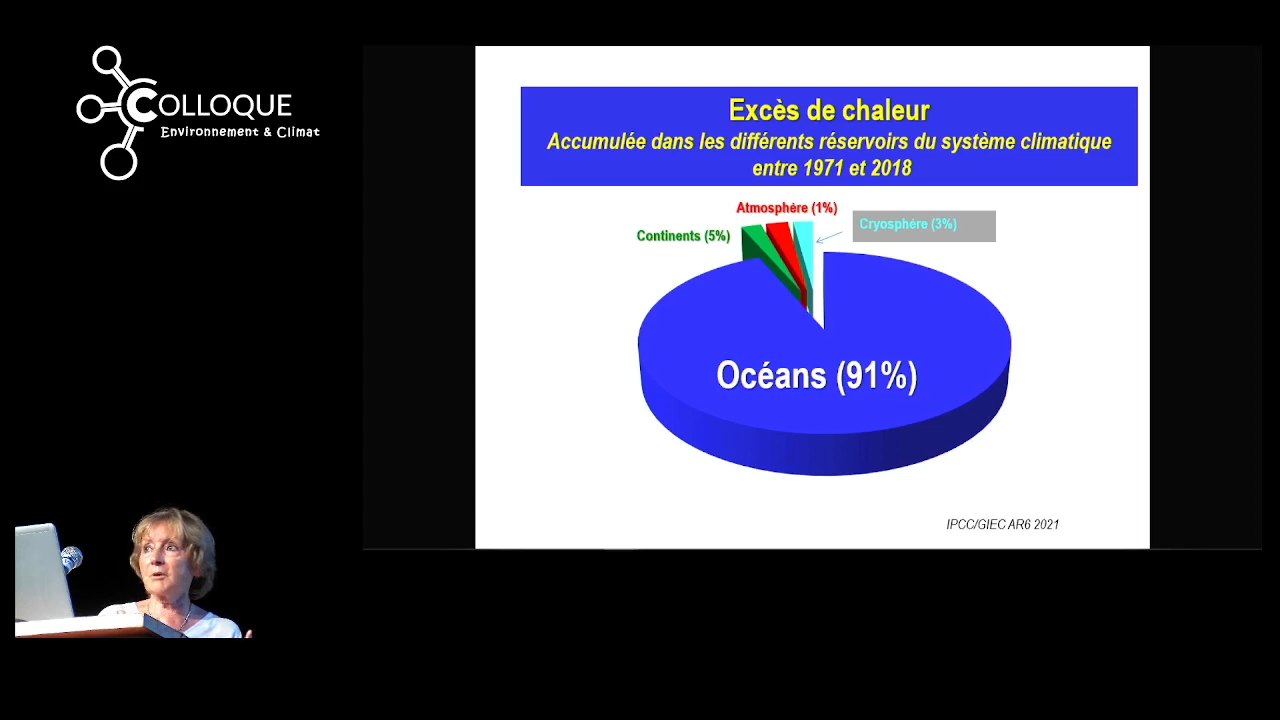 COLLOQUE
Environnement & Climat
Excès de chaleur
Accumulée dans les différents réservoirs du système climatique
entre 1971 et 2018
Atmosphère (1%)
Cryosphère (3%)
Continents (5%)
Océans (91%)
IPCC/GIEC AR6 2021